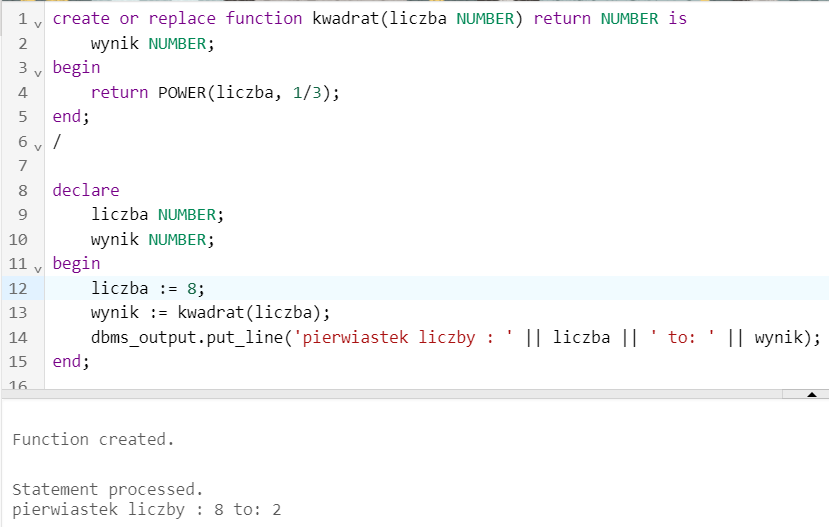 1 create or replace function kwadrat(liczba NUMBER) return NUMBER is
2 wynik NUMBER;
3 begin
4 return POWER(liczba, 1/3);
5 end;
6 /
7
8 declare
9 liczba NUMBER;
10 wynik NUMBER;
11 begin
12 liczba := 8;
13 wynik := kwadrat(liczba);
14 dbms_output.put_line('pierwiastek liczby : ' || liczba || ' to: ' || wynik);
15 end;
16
Function created.
Statement processed.
pierwiastek liczby : 8 to: 2